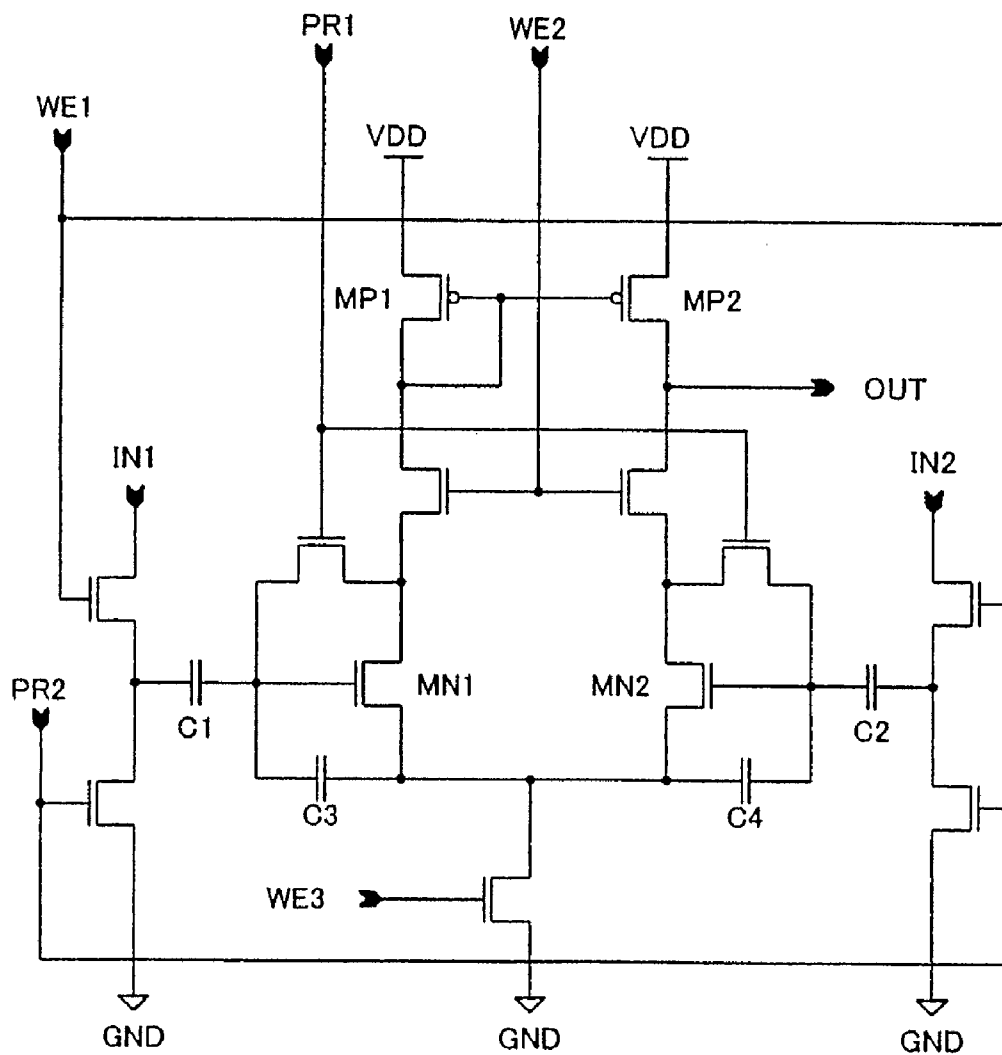 PR1
WE2
WE1
VDD
VDD
MP1
MP2
OUT
IN1
IN2
PR2
MN1
MN2
C1
C2
C3
C4
WE3
GND
GND
GND